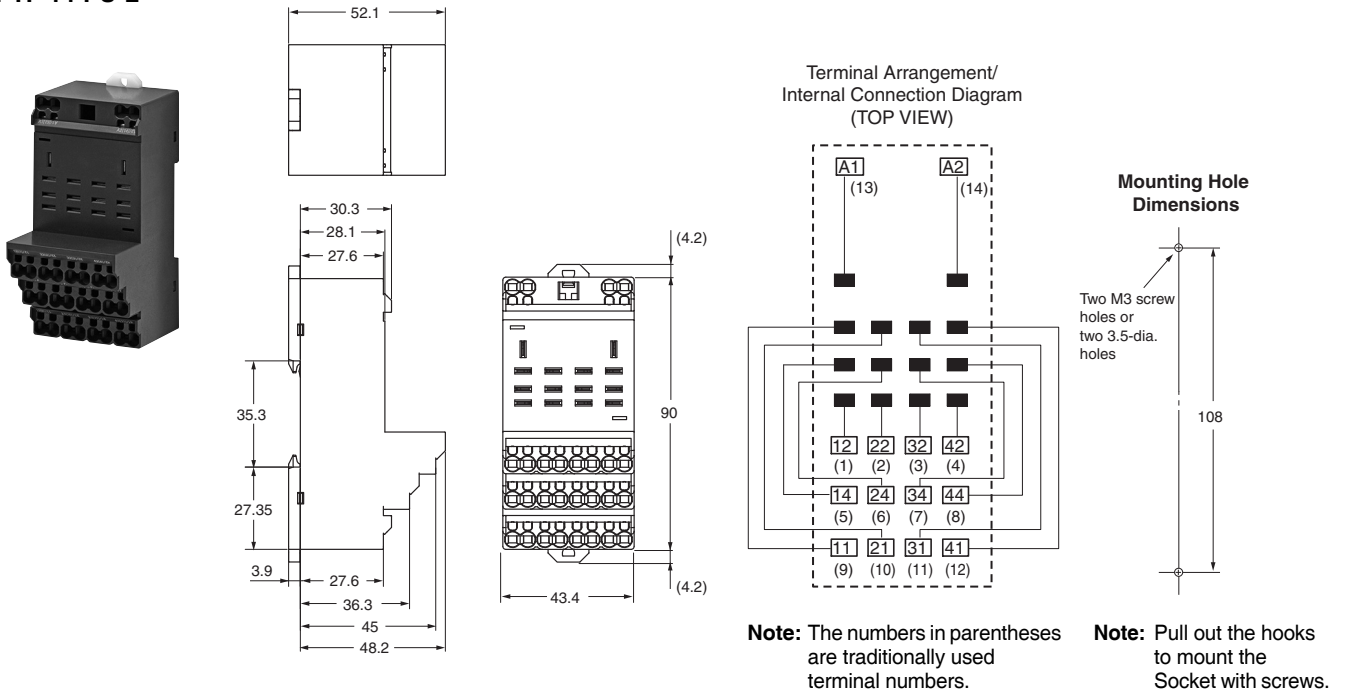 52.1
30.3
28.1
27.6
35.3
27.35
3.9
27.6
36.3
45
48.2
(4.2)
90
(4.2)
43.4
Terminal Arrangement/
Internal Connection Diagram
(TOP VIEW)
A1 A2
(13) (14)
12 22 32 42
(1) (2) (3) (4)
14 24 34 44
(5) (6) (7) (8)
11 21 31 41
(9) (10) (11) (12)
Note: The numbers in parentheses
are traditionally used
terminal numbers.
Mounting Hole
Dimensions
Two M3 screw
holes or
two 3.5-dia.
holes
108
Note: Pull out the hooks
to mount the
Socket with screws.